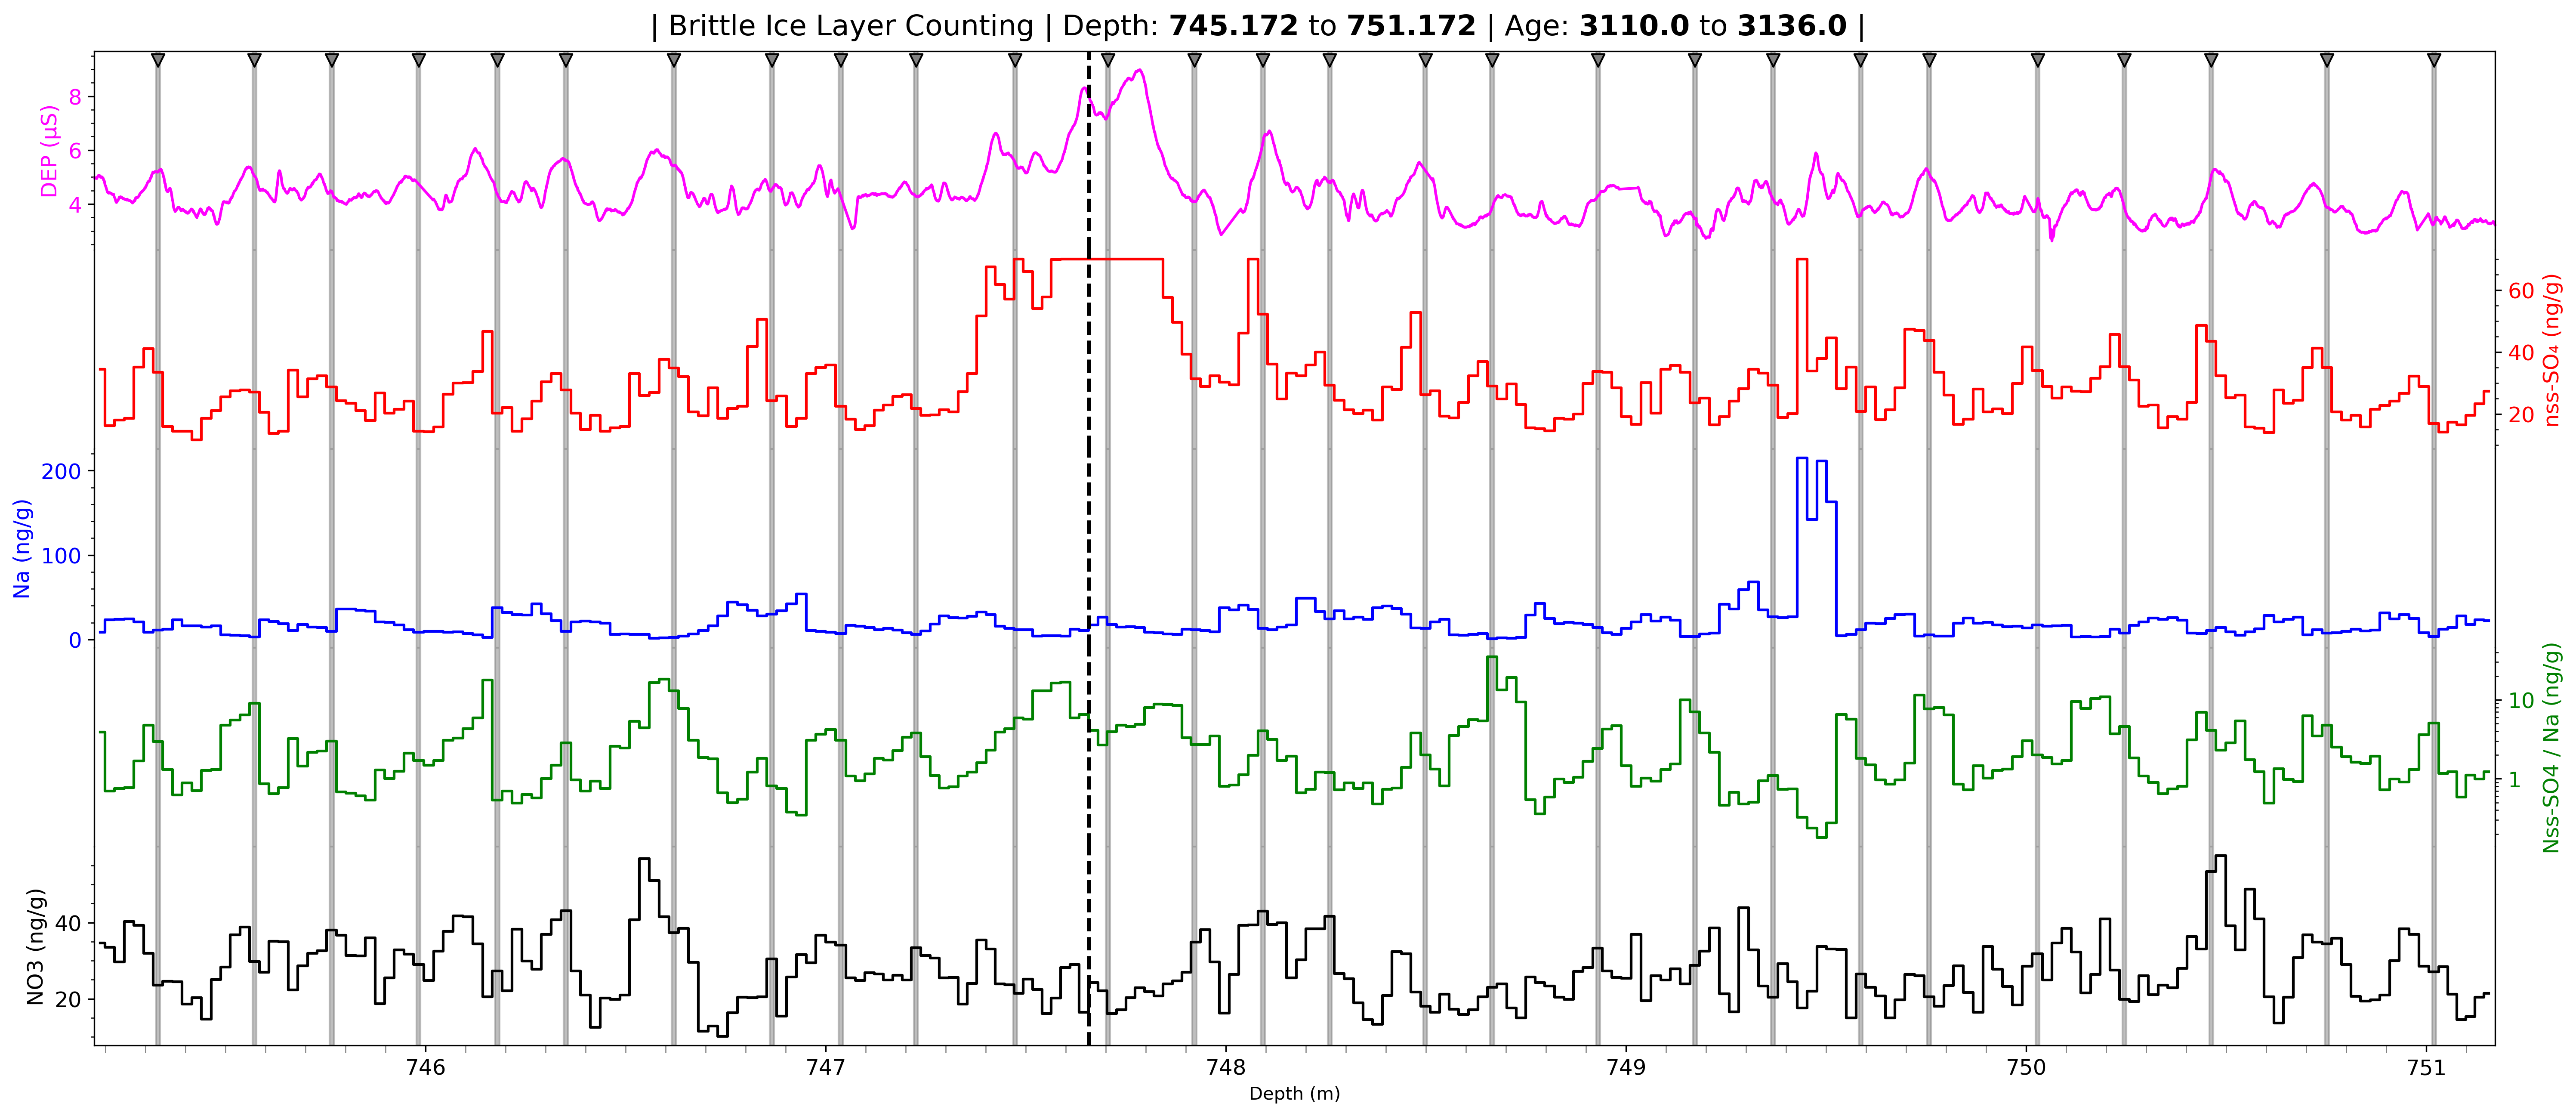 | Brittle Ice Layer Counting | Depth: 745.172 to 751.172 | Age: 3110.0 to 3136.0 |
DEP (μS)
8
6
4
nss-SO₄ (ng/g)
60
40
20
Na (ng/g)
200
100
0
Nss-SO4 / Na (ng/g)
10
1
NO3 (ng/g)
40
20
746 747 748 749 750 751
Depth (m)